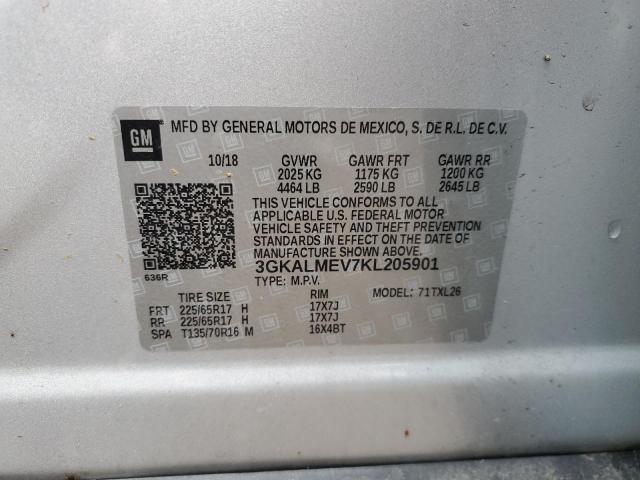 GM
MFD BY GENERAL MOTORS DE MEXICO, S. DE R.L. DE C.V.
10/18 GVWR GAWR FRT GAWR RR
2025 KG 1175 KG 1200 KG
4464 LB 2590 LB 2645 LB
THIS VEHICLE CONFORMS TO ALL
APPLICABLE U.S. FEDERAL MOTOR
VEHICLE SAFETY AND THEFT PREVENTION
STANDARDS IN EFFECT ON THE DATE OF
MANUFACTURE SHOWN ABOVE.
636R 3GKALMEV7KL205901
TYPE: M.P.V. MODEL: 71TXL26
TIRE SIZE RIM
FRT 225/65R17 H 17X7J
RR 225/65R17 H 17X7J
SPA T135/70R16 M 16X4BT